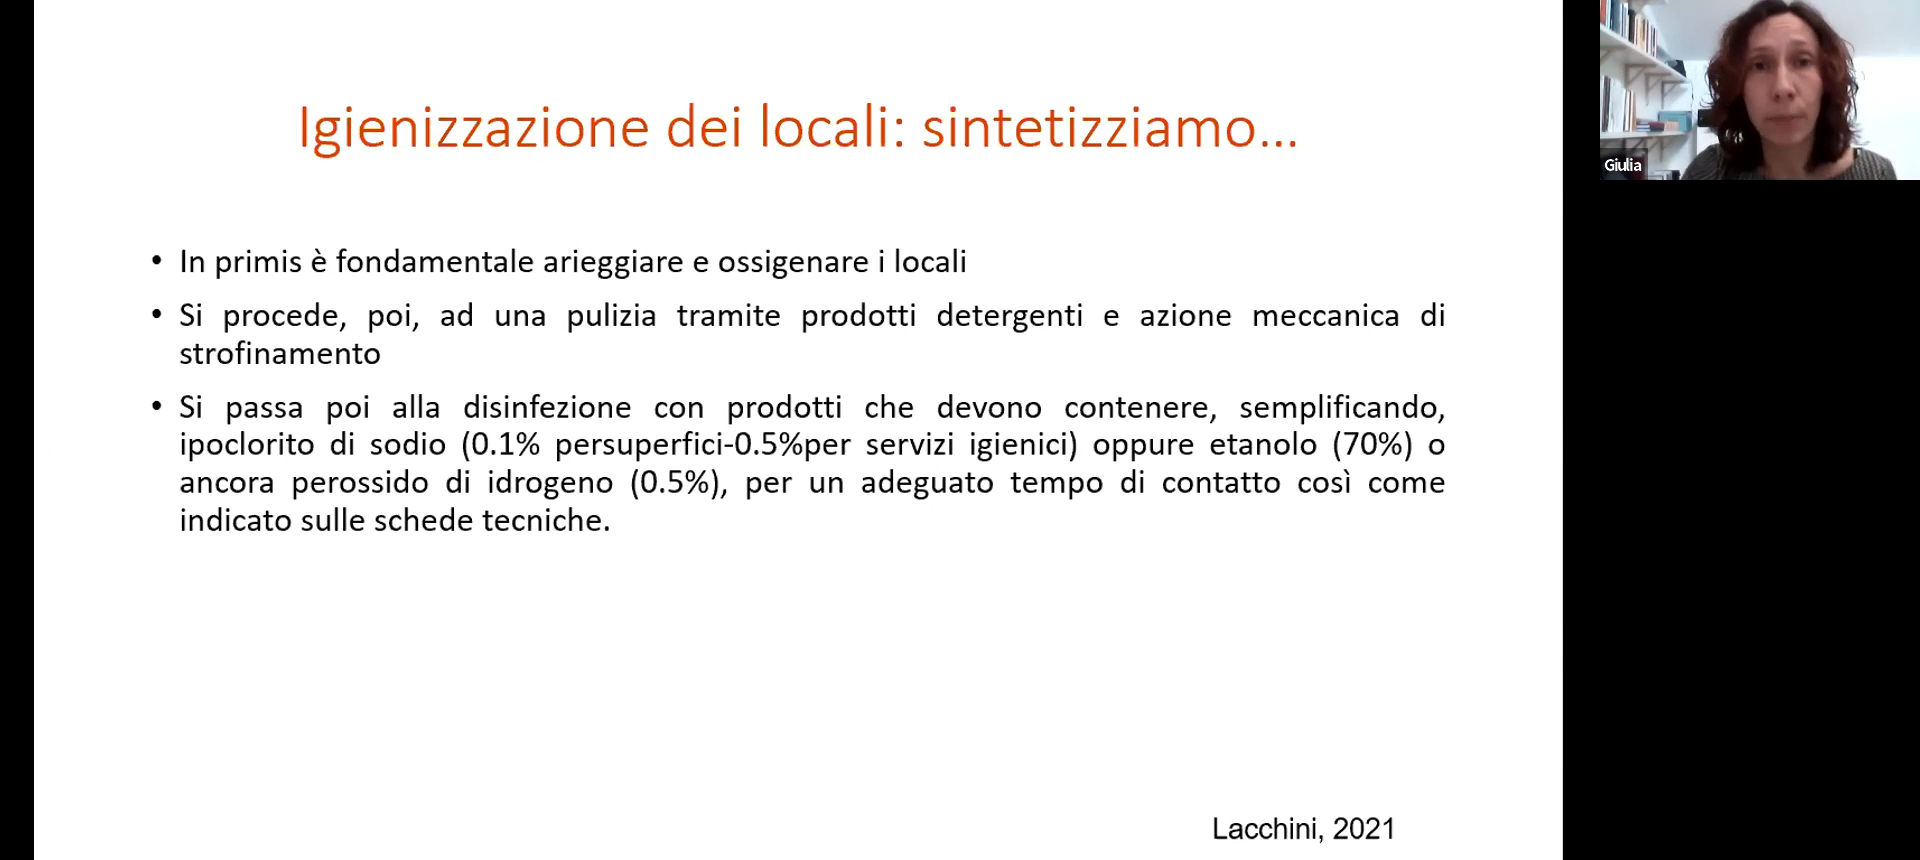 Igienizzazione dei locali: sintetizziamo...
• In primis è fondamentale arieggiare e ossigenare i locali
• Si procede, poi, ad una pulizia tramite prodotti detergenti e azione meccanica di
strofinamento
• Si passa poi alla disinfezione con prodotti che devono contenere, semplificando,
ipoclorito di sodio (0.1% persuperfici-0.5%per servizi igienici) oppure etanolo (70%) o
ancora perossido di idrogeno (0.5%), per un adeguato tempo di contatto così come
indicato sulle schede tecniche.
Lacchini, 2021
Giulia